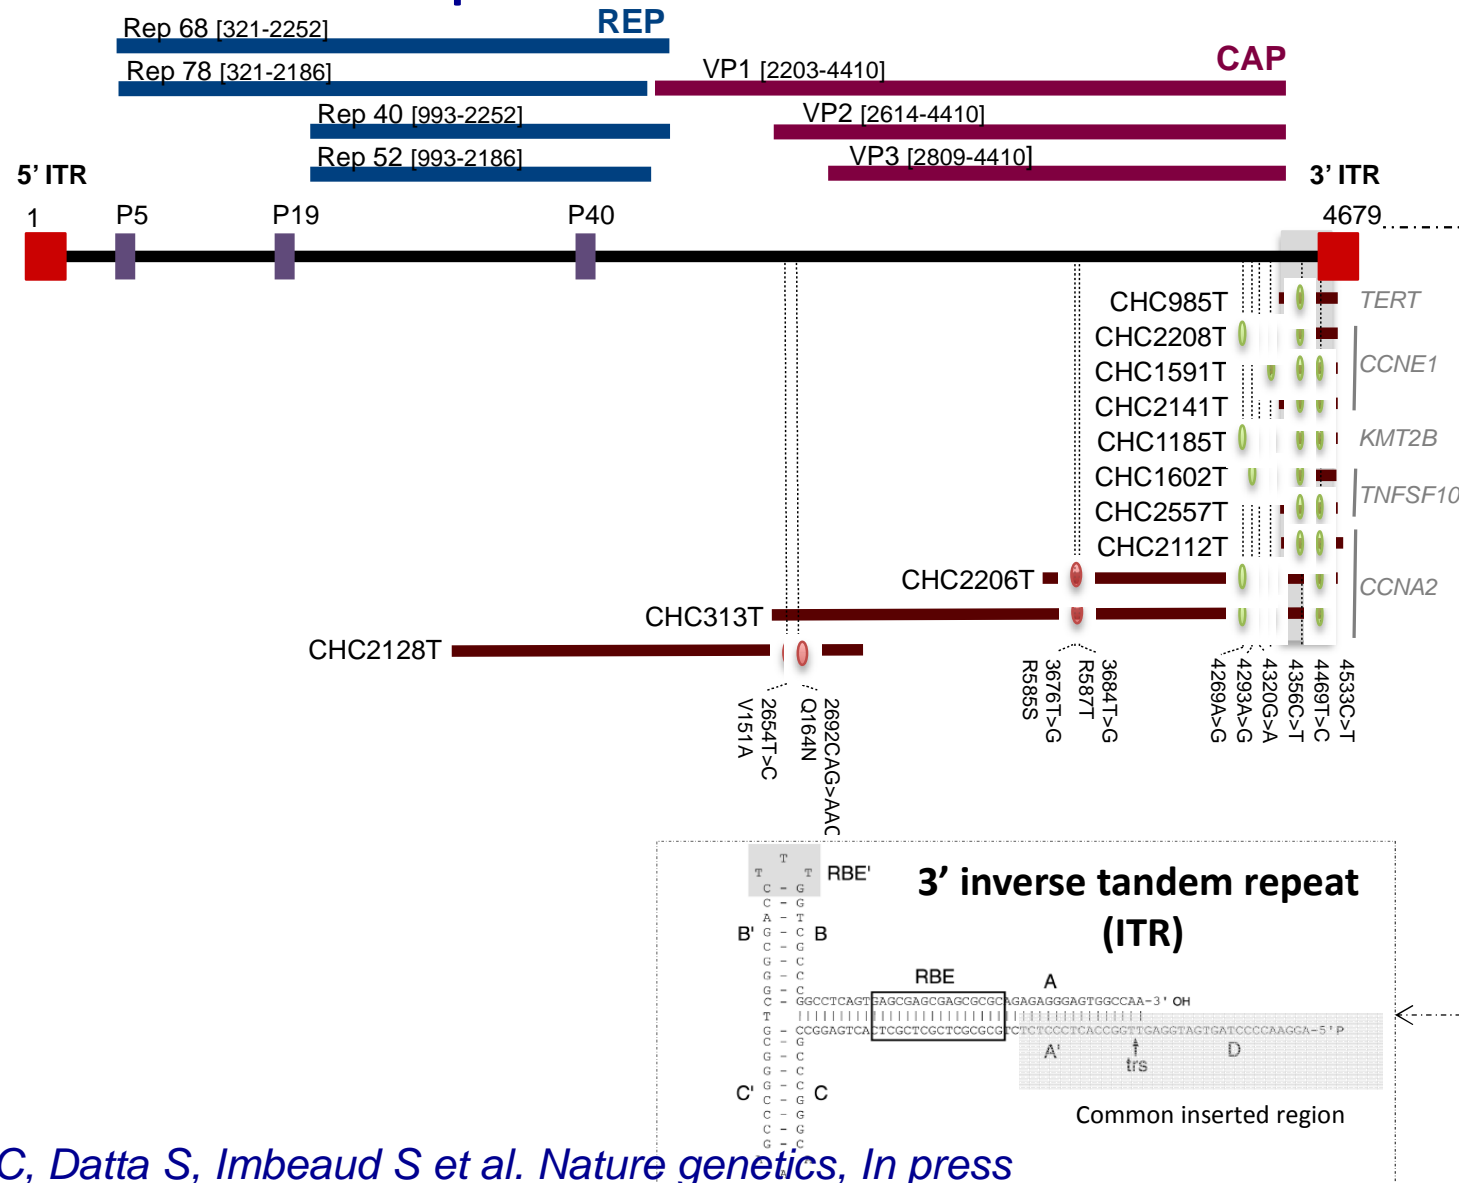 Rep 68 [321-2252]
REP
Rep 78 [321-2186]
VP1 [2203-4410]
CAP
Rep 40 [993-2252]
VP2 [2614-4410]
Rep 52 [993-2186]
VP3 [2809-4410]
5’ ITR
3’ ITR
1
P5
P19
P40
4679
CHC985T
TERT
CHC2208T
CHC1591T
CCNE1
CHC2141T
CHC1185T
KMT2B
CHC1602T
TNFSF10
CHC2557T
CHC2112T
CHC2206T
CCNA2
CHC313T
CHC2128T
V151A
2654T>C
Q164N
2692CAG>AAC
R585S
3676T>G
R587T
3684T>G
4269A>G
4293A>G
4320G>A
4356C>T
4469T>C
4533C>T
3’ inverse tandem repeat
(ITR)
T
T T RBE'
C - G
C - G
A - T
B' G - C B
C - G
G - C
G - C
G - C
C - GGCCTCAGTGAGCGAGCGAGCGCGCAGAGAGGGAGTGGCCAA-3' OH
RBE
A
T
G - CCGGAGTCACTCGCTCGCTCGCGCGTCTCTCCCTCACCGGTTGAGGTAGTGATCCCCAAGGA-5'P
C - G
G - C
G - C
C' G - C C
C - G
C - G
C - G
G - C
A'
trs
D
Common inserted region
C, Datta S, Imbeaud S et al. Nature genetics, In press